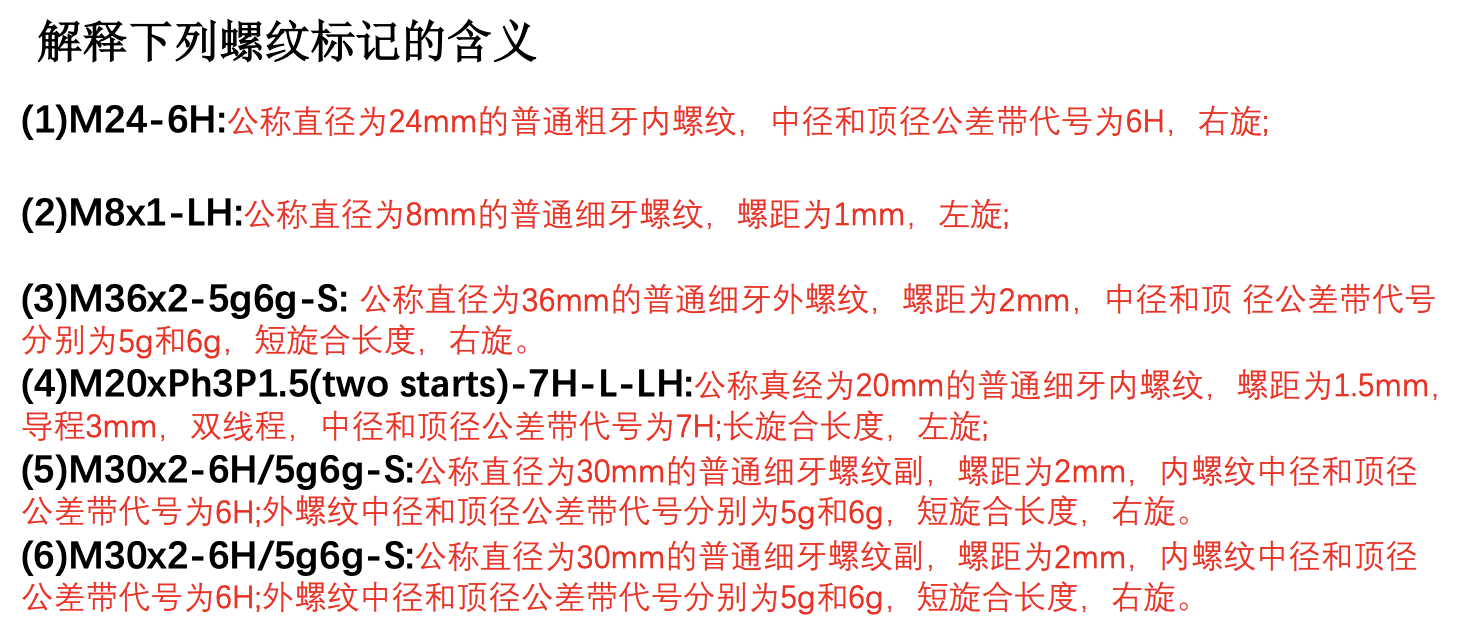 解释下列螺纹标记的含义
(1)M24-6H:公称直径为24mm的普通粗牙内螺纹，中径和顶径公差带代号为6H，右旋;
(2)M8x1-LH:公称直径为8mm的普通细牙螺纹，螺距为1mm，左旋;
(3)M36x2-5g6g-S: 公称直径为36mm的普通细牙外螺纹，螺距为2mm，中径和顶 径公差带代号
分别为5g和6g，短旋合长度，右旋。
(4)M20xPh3P1.5(two starts)-7H-L-LH:公称真经为20mm的普通细牙内螺纹，螺距为1.5mm，
导程3mm，双线程，中径和顶径公差带代号为7H;长旋合长度，左旋;
(5)M30x2-6H/5g6g-S:公称直径为30mm的普通细牙螺纹副，螺距为2mm，内螺纹中径和顶径
公差带代号为6H;外螺纹中径和顶径公差带代号分别为5g和6g，短旋合长度，右旋。
(6)M30x2-6H/5g6g-S:公称直径为30mm的普通细牙螺纹副，螺距为2mm，内螺纹中径和顶径
公差带代号为6H;外螺纹中径和顶径公差带代号分别为5g和6g，短旋合长度，右旋。